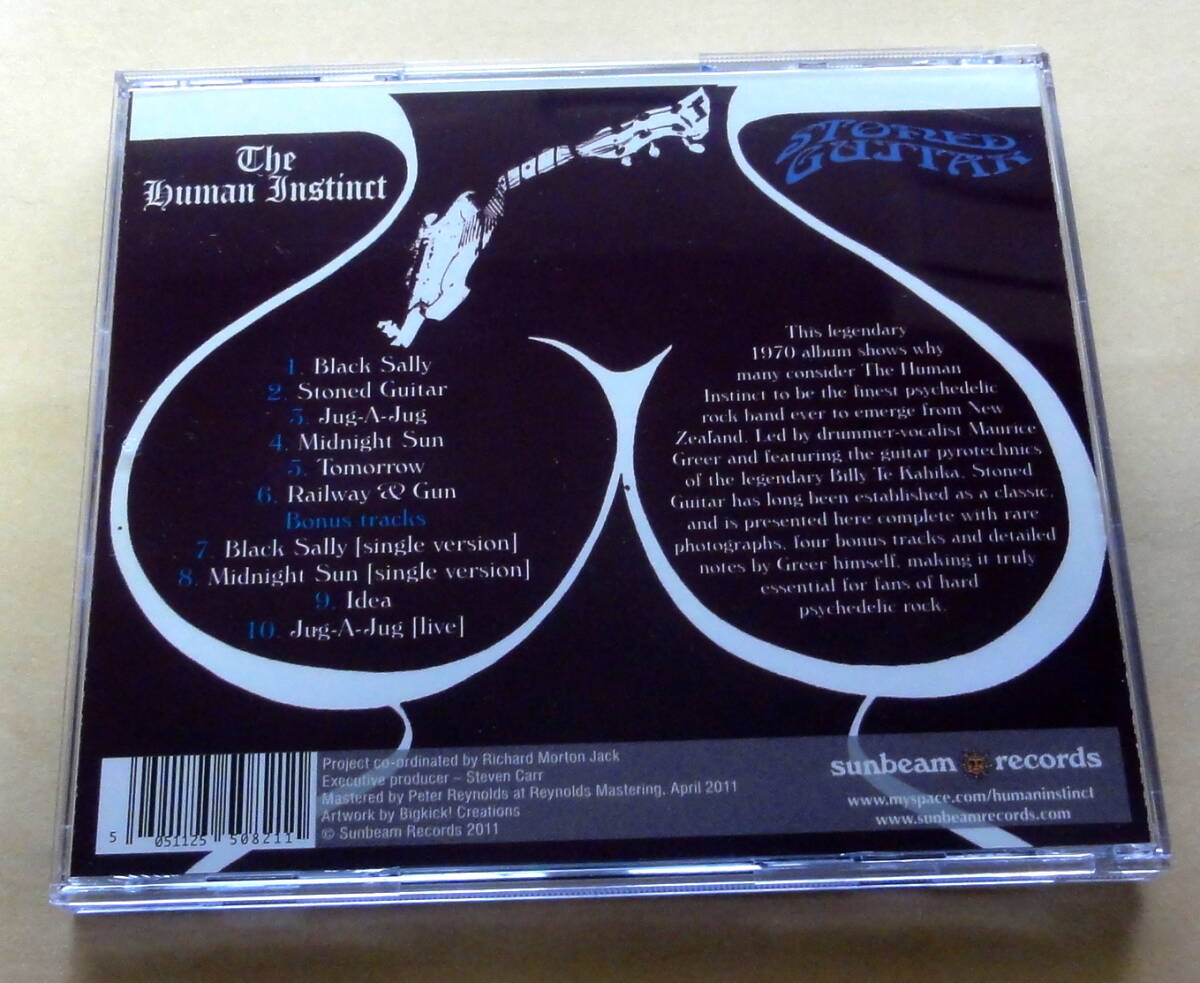 The
Human Instinct
STONED
GUITAR
1. Black Sally
2. Stoned Guitar
3. Jug-A-Jug
4. Midnight Sun
5. Tomorrow
6. Railway & Gun
Bonus tracks
7. Black Sally [single version]
8. Midnight Sun [single version]
9. Idea
10. Jug-A-Jug [live]
This legendary
1970 album shows why
many consider The Human
Instinct to be the finest psychedelic
rock band ever to emerge from New
Zealand. Led by drummer-vocalist Maurice
Greer and featuring the guitar pyrotechnics
of the legendary Billy Te Kahika, Stoned
Guitar has long been established as a classic,
and is presented here complete with rare
photographs, four bonus tracks and detailed
notes by Greer himself, making it truly
essential for fans of hard
psychedelic rock.
Project co-ordinated by Richard Morton Jack
Executive producer – Steven Carr
Mastered by Peter Reynolds at Reynolds Mastering, April 2011
Artwork by Bigkick! Creations
© Sunbeam Records 2011
sunbeam records
www.myspace.com/humaninstinct
www.sunbeamrecords.com
5 051125 508211